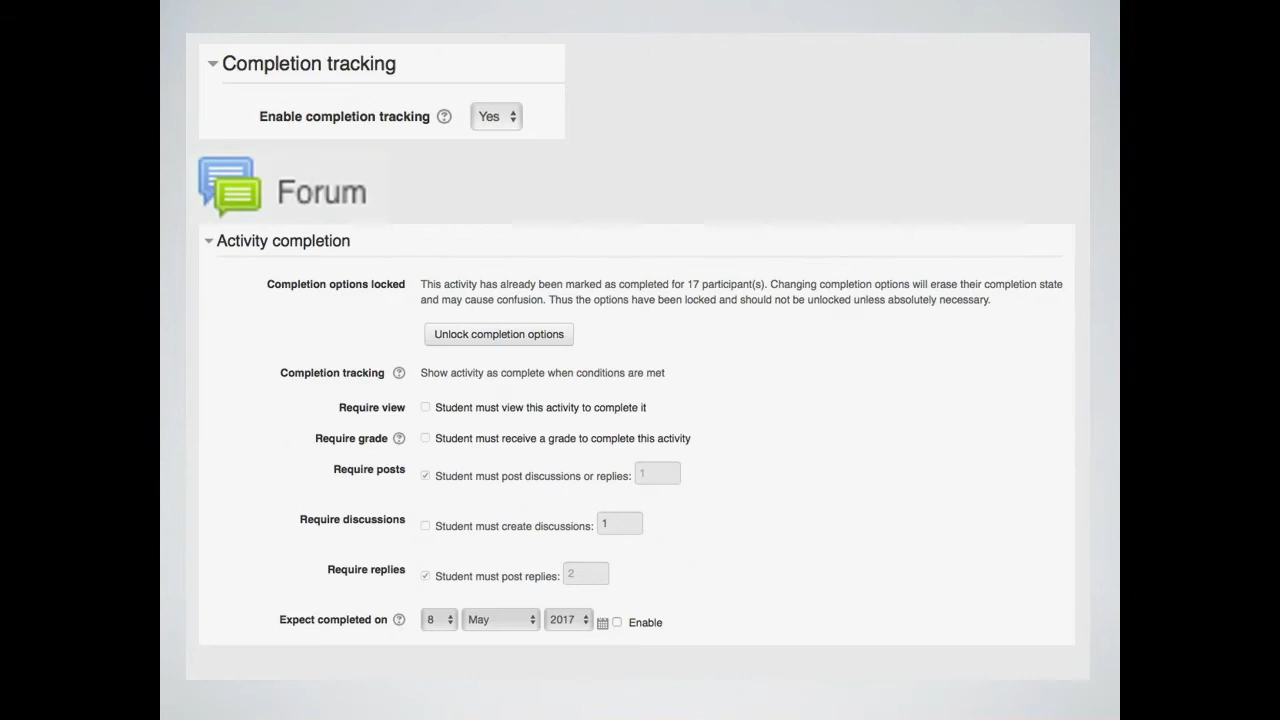 Completion tracking
Enable completion tracking Yes
Forum
Activity completion
Completion options locked This activity has already been marked as completed for 17 participant(s). Changing completion options will erase their completion state
and may cause confusion. Thus the options have been locked and should not be unlocked unless absolutely necessary.
Unlock completion options
Completion tracking Show activity as complete when conditions are met
Require view Student must view this activity to complete it
Require grade Student must receive a grade to complete this activity
Require posts Student must post discussions or replies: 1
Require discussions Student must create discussions: 1
Require replies Student must post replies: 2
Expect completed on 8 May 2017 Enable